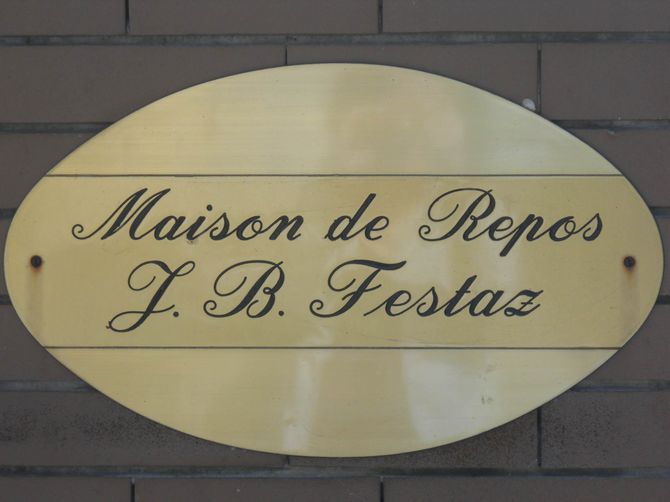 Maison de Repos
J. B. Festaz